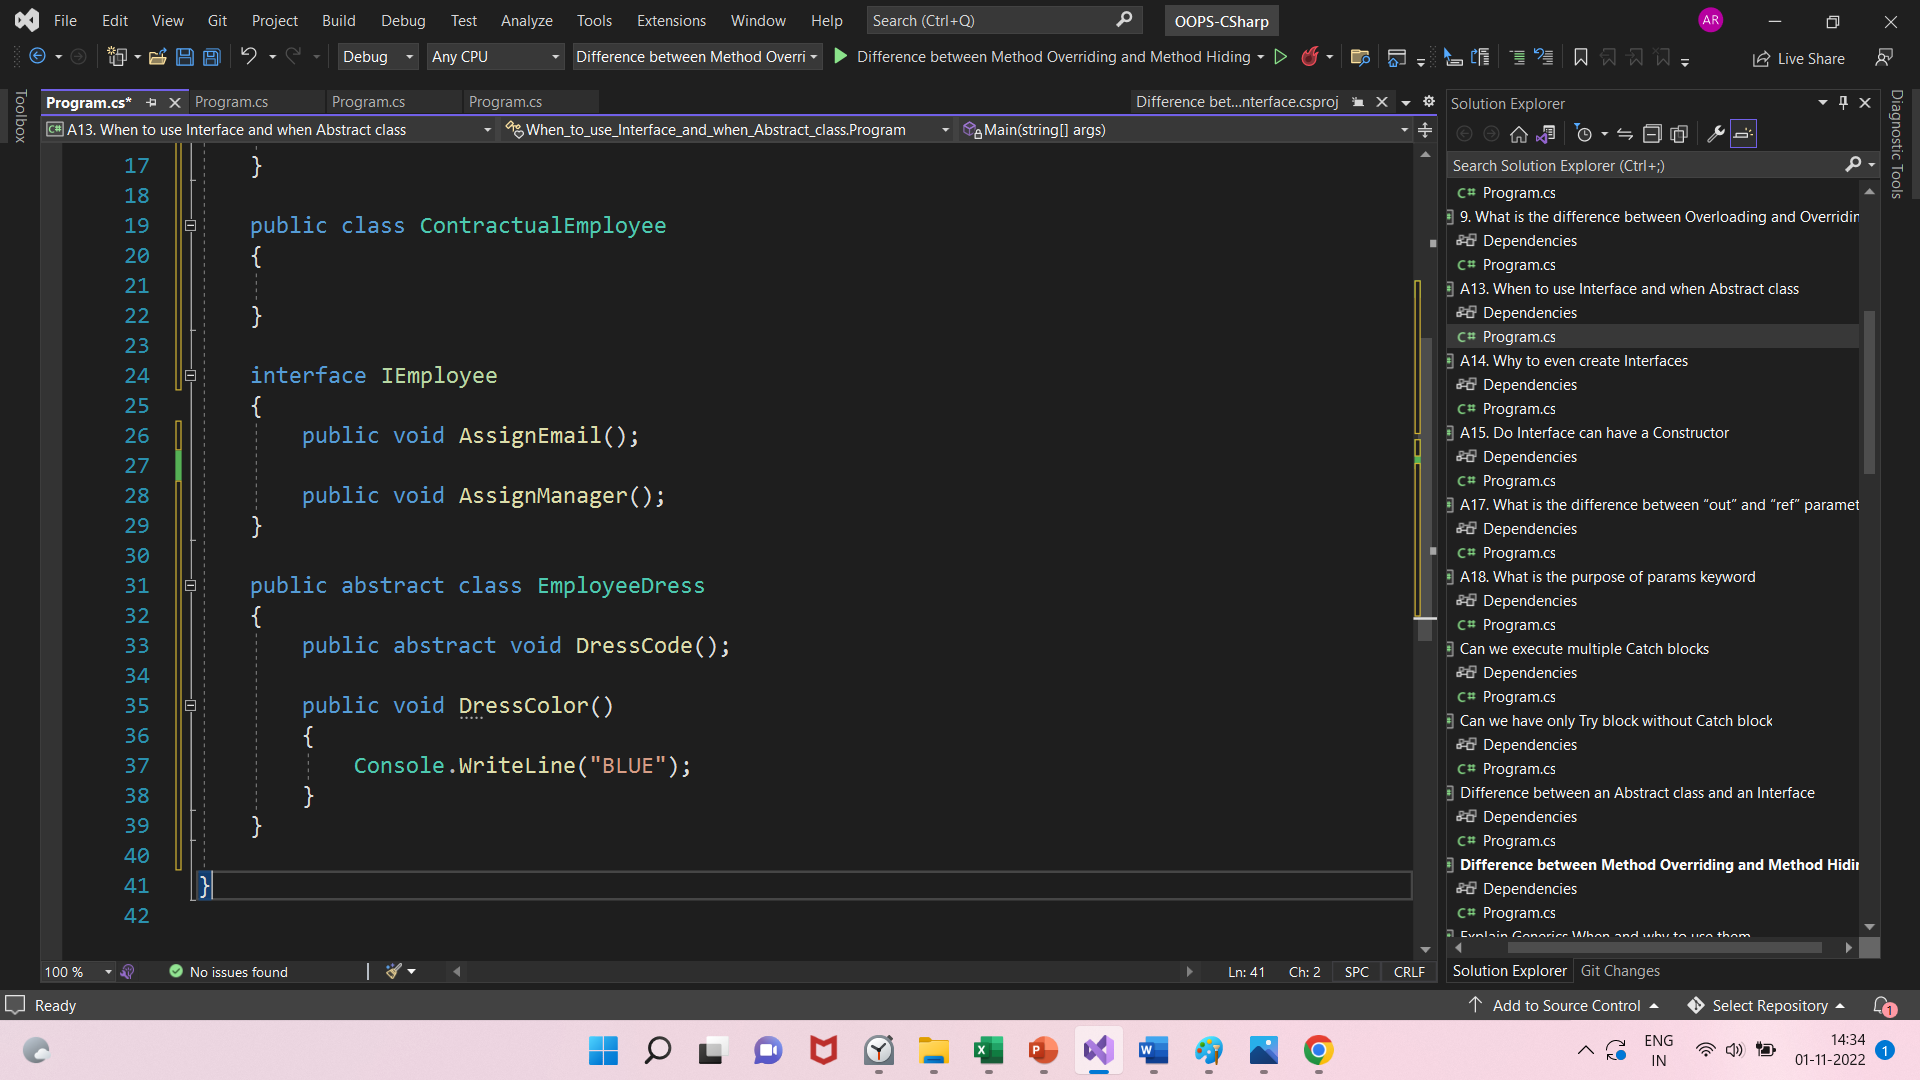 File Edit View Git Project Build Debug Test Analyze Tools Extensions Window Help Search (Ctrl+Q) OOPS-CSharp AR
Debug Any CPU Difference between Method Overri Difference between Method Overriding and Method Hiding Live Share
Toolbox
Program.cs* Program.cs Program.cs Program.cs Difference bet...nterface.csproj
A13. When to use Interface and when Abstract class When_to_use_Interface_and_when_Abstract_class.Program Main(string[] args)
17 }
18
19 public class ContractualEmployee
20 {
21
22 }
23
24 interface IEmployee
25 {
26 public void AssignEmail();
27
28 public void AssignManager();
29 }
30
31 public abstract class EmployeeDress
32 {
33 public abstract void DressCode();
34
35 public void DressColor()
36 {
37 Console.WriteLine("BLUE");
38 }
39 }
40
41 }
42
100 % No issues found Ln: 41 Ch: 2 SPC CRLF
Solution Explorer
Search Solution Explorer (Ctrl+;)
C# Program.cs
9. What is the difference between Overloading and Overridin
Dependencies
C# Program.cs
A13. When to use Interface and when Abstract class
Dependencies
C# Program.cs
A14. Why to even create Interfaces
Dependencies
C# Program.cs
A15. Do Interface can have a Constructor
Dependencies
C# Program.cs
A17. What is the difference between “out” and “ref” paramet
Dependencies
C# Program.cs
A18. What is the purpose of params keyword
Dependencies
C# Program.cs
Can we execute multiple Catch blocks
Dependencies
C# Program.cs
Can we have only Try block without Catch block
Dependencies
C# Program.cs
Difference between an Abstract class and an Interface
Dependencies
C# Program.cs
Difference between Method Overriding and Method Hidin
Dependencies
C# Program.cs
Explain Generics When and why to use them
Solution Explorer Git Changes
Diagnostic Tools
Ready Add to Source Control Select Repository 1
ENG
IN
14:34
01-11-2022
1